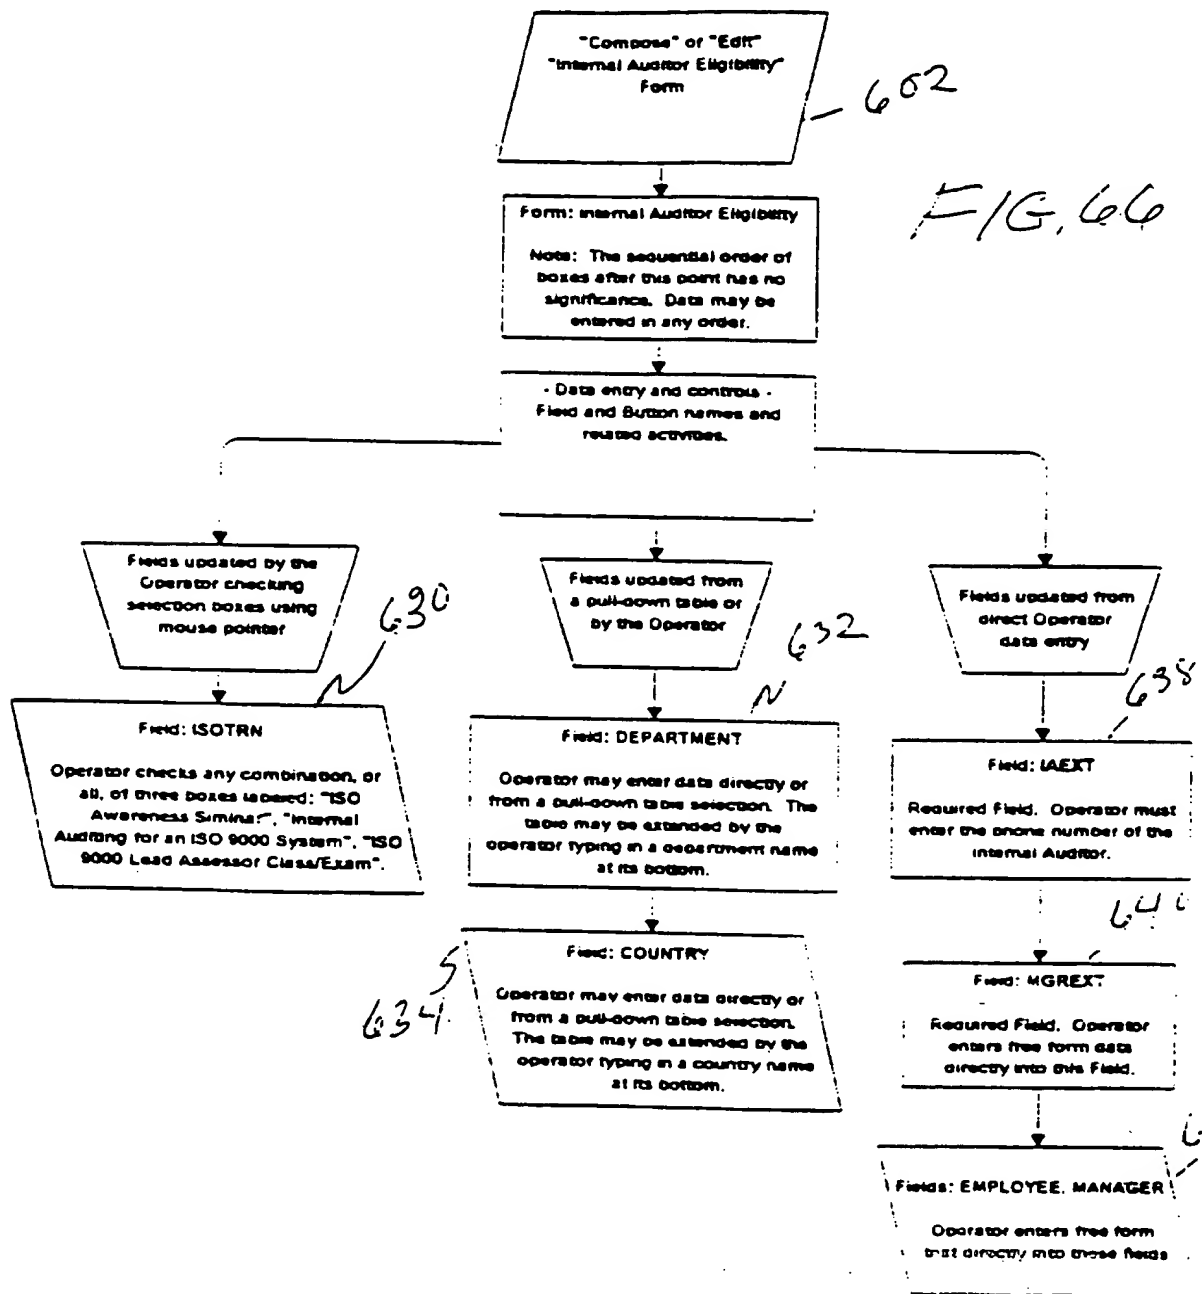 "Compose" or "Edit"
"Internal Auditor Eligibility"
Form
602
FIG. 66
Form: Internal Auditor Eligibility
Note: The sequential order of
boxes after this point has no
significance. Data may be
entered in any order.
- Data entry and controls -
Field and Button names and
related activities.
Fields updated by the
Operator checking
selection boxes using
mouse pointer
630
Field: ISOTRN
Operator checks any combination, or
all, of three boxes labeled: "ISO
Awareness Siminar", "Internal
Auditing for an ISO 9000 System", "ISO
9000 Lead Assessor Class/Exam".
Fields updated from
a pull-down table or
by the Operator
632
Field: DEPARTMENT
Operator may enter data directly or
from a pull-down table selection. The
table may be extended by the
operator typing in a department name
at its bottom.
634
Field: COUNTRY
Operator may enter data directly or
from a pull-down table selection.
The table may be extended by the
operator typing in a country name
at its bottom.
Fields updated from
direct Operator
data entry
638
Field: IAEXT
Required Field. Operator must
enter the phone number of the
Internal Auditor.
Field: MGREXT
Required Field. Operator
enters free form data
directly into this Field.
Fields: EMPLOYEE, MANAGER
Operator enters free form
directly into those fields